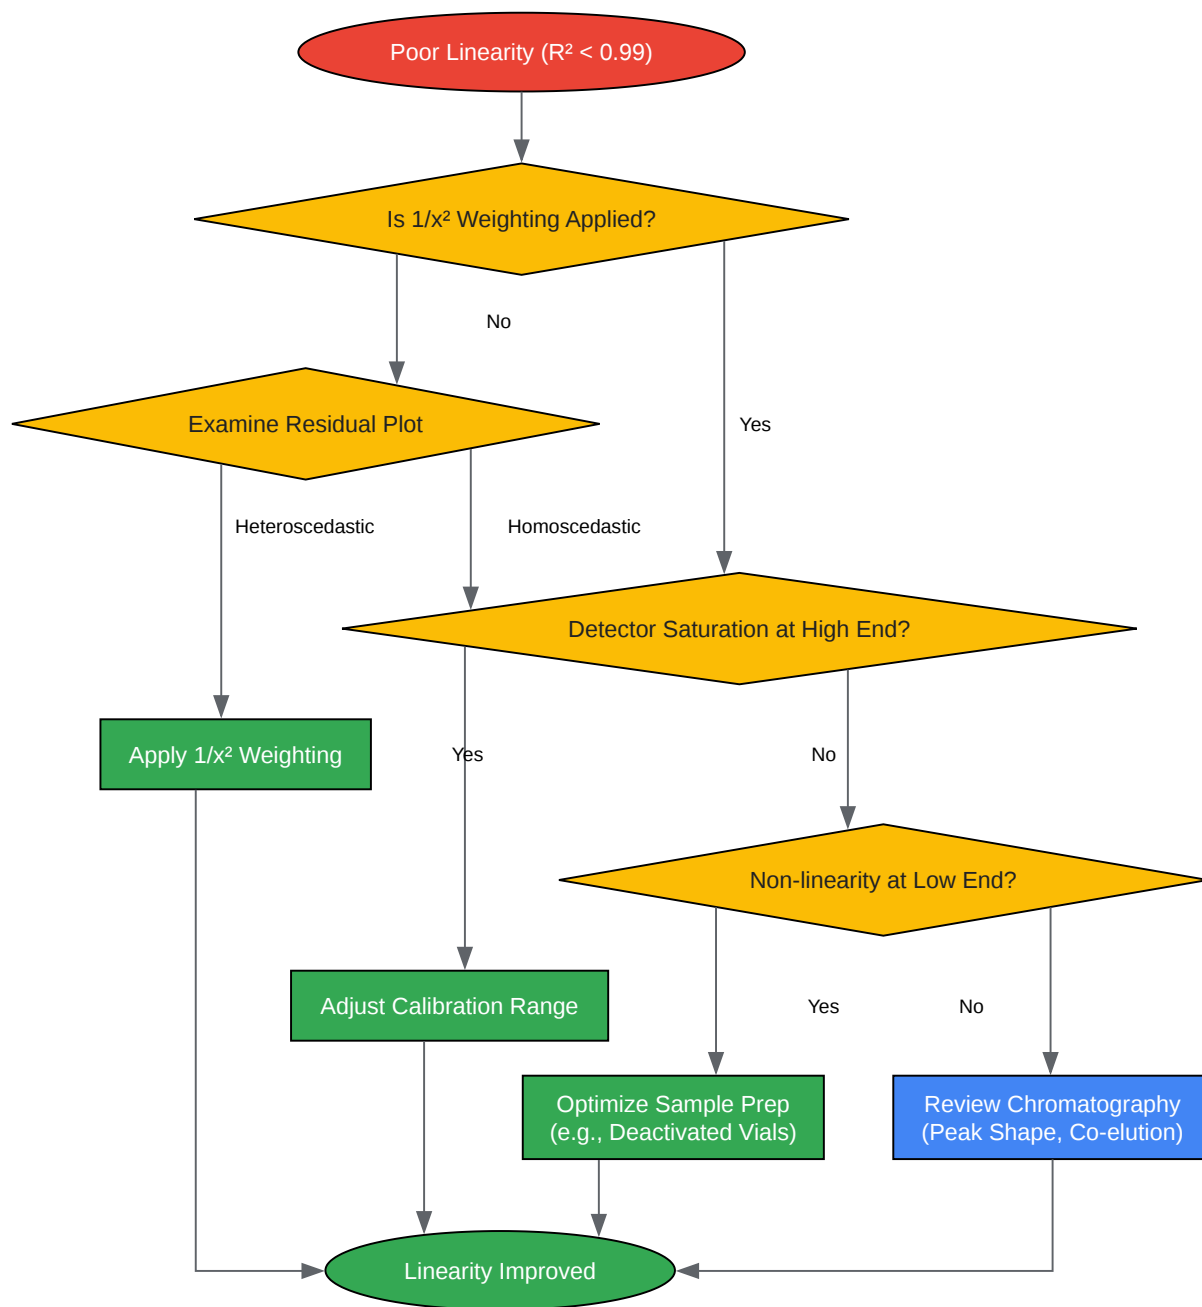 Poor Linearity (R² < 0.99)
Is 1/x² Weighting Applied?
No
Examine Residual Plot
Yes
Heteroscedastic
Homoscedastic
Detector Saturation at High End?
Apply 1/x² Weighting
Yes
No
Non-linearity at Low End?
Adjust Calibration Range
Yes
No
Optimize Sample Prep
(e.g., Deactivated Vials)
Review Chromatography
(Peak Shape, Co-elution)
Linearity Improved